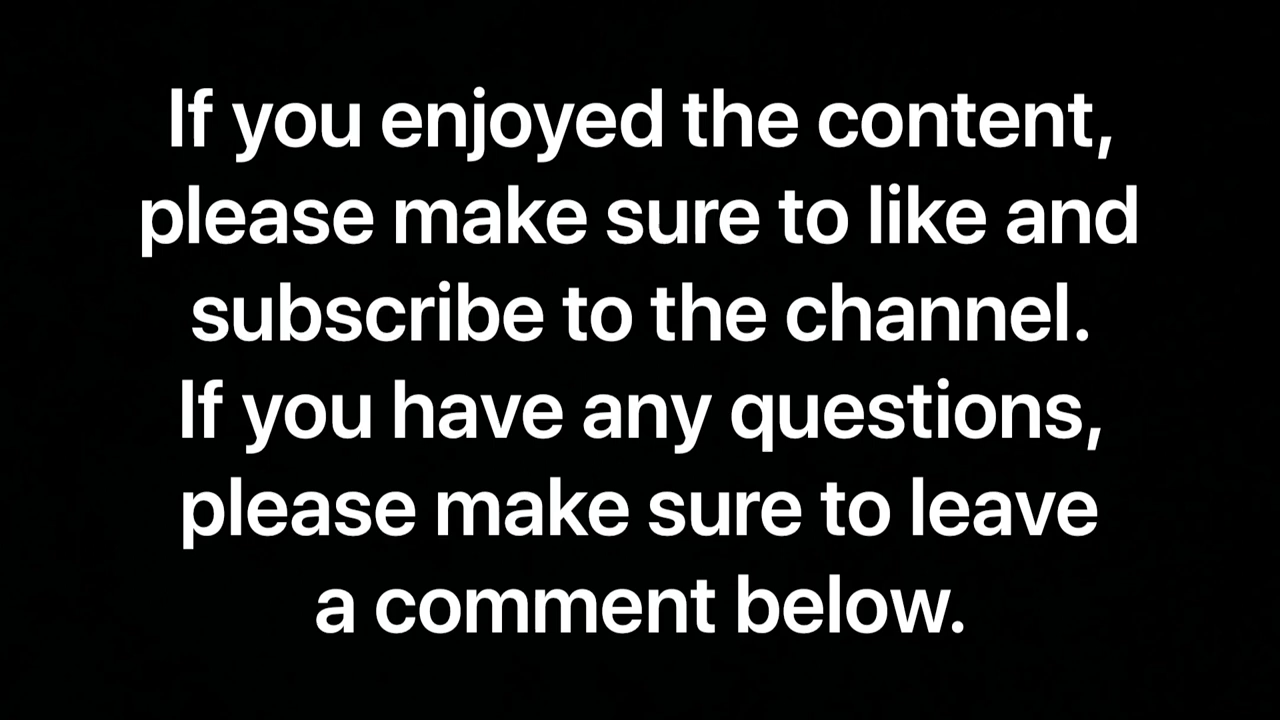 If you enjoyed the content,
please make sure to like and
subscribe to the channel.
If you have any questions,
please make sure to leave
a comment below.